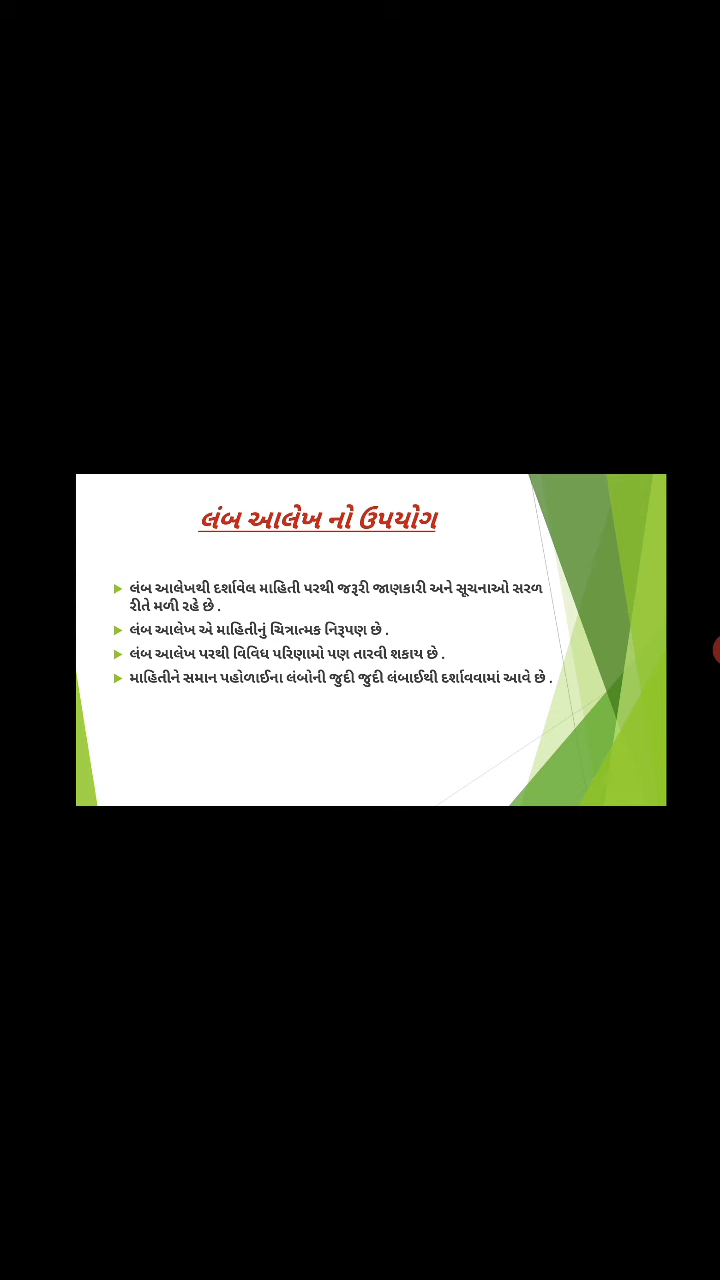 લંબ આલેખ નો ઉપયોગ
લંબ આલેખથી દર્શાવેલ માહિતી પરથી જરૂરી જાણકારી અને સૂચનાઓ સરળ
રીતે મળી રહે છે .
લંબ આલેખ એ માહિતીનું ચિત્રાત્મક નિરૂપણ છે .
લંબ આલેખ પરથી વિવિધ પરિણામો પણ તારવી શકાય છે .
માહિતીને સમાન પહોળાઈના લંબોની જુદી જુદી લંબાઈથી દર્શાવવામાં આવે છે .